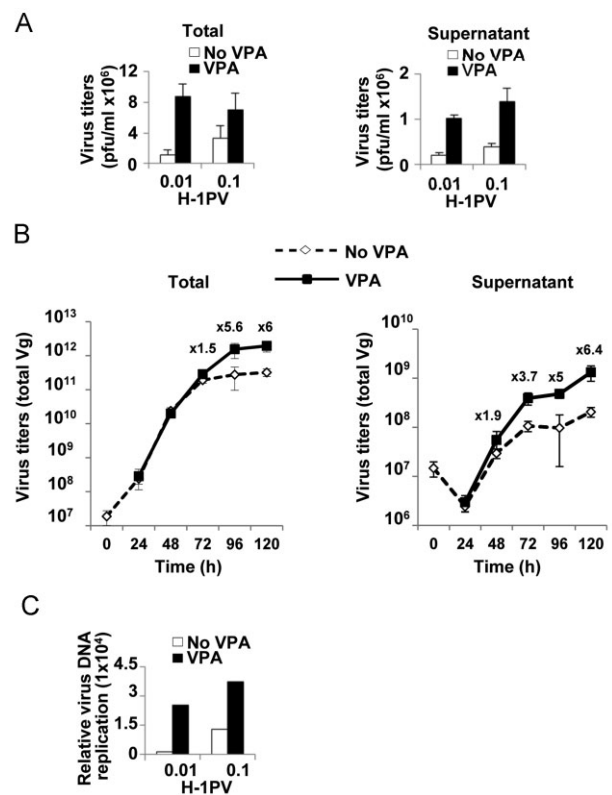 A
Total
No VPA
VPA
Virus titers
(pfu/ml x10⁶)
12
8
4
0
0.01 0.1
H-1PV
Supernatant
No VPA
VPA
Virus titers
(pfu/ml x10⁶)
2
1
0
0.01 0.1
H-1PV
B
No VPA
VPA
Total
Virus titers (total Vg)
10¹³
10¹²
10¹¹
10¹⁰
10⁹
10⁸
10⁷
x1.5
x5.6
x6
0 24 48 72 96 120
Time (h)
Supernatant
Virus titers (total Vg)
10¹⁰
10⁹
10⁸
10⁷
10⁶
x1.9
x3.7
x5
x6.4
0 24 48 72 96 120
Time (h)
C
No VPA
VPA
Relative virus DNA
replication (1x10⁴)
4.5
3
1.5
0
0.01 0.1
H-1PV